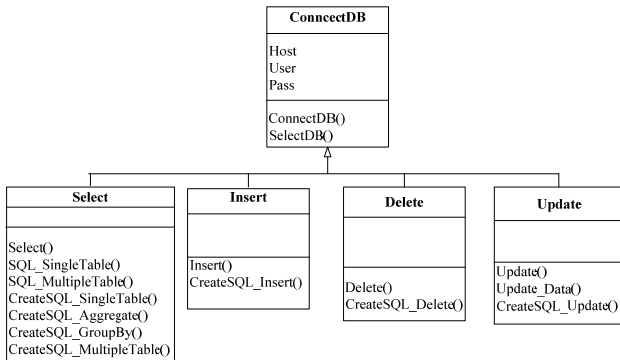 ConncectDB
Host
User
Pass
ConnectDB()
SelectDB()
Select
Select()
SQL_SingleTable()
SQL_MultipleTable()
CreateSQL_SingleTable()
CreateSQL_Aggregate()
CreateSQL_GroupBy()
CreateSQL_MultipleTable()
Insert
Insert()
CreateSQL_Insert()
Delete
Delete()
CreateSQL_Delete()
Update
Update()
Update_Data()
CreateSQL_Update()